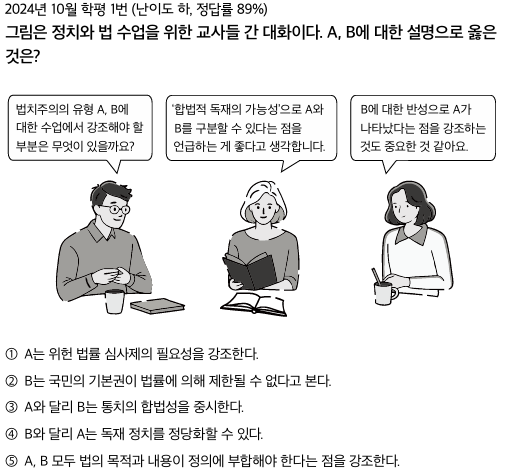 2024년 10월 학평 1번 (난이도 하, 정답률 89%)
그림은 정치와 법 수업을 위한 교사들 간 대화이다. A, B에 대한 설명으로 옳은
것은?
법치주의의 유형 A, B에
대한 수업에서 강조해야 할
부분은 무엇이 있을까요?
'합법적 독재의 가능성'으로 A와
B를 구분할 수 있다는 점을
언급하는 게 좋다고 생각합니다.
B에 대한 반성으로 A가
나타났다는 점을 강조하는
것도 중요한 것 같아요.
① A는 위헌 법률 심사제의 필요성을 강조한다.
② B는 국민의 기본권이 법률에 의해 제한될 수 없다고 본다.
③ A와 달리 B는 통치의 합법성을 중시한다.
④ B와 달리 A는 독재 정치를 정당화할 수 있다.
⑤ A, B 모두 법의 목적과 내용이 정의에 부합해야 한다는 점을 강조한다.